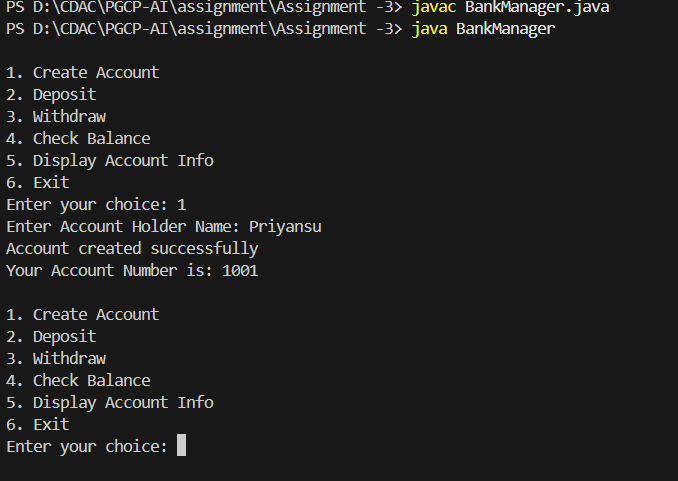 PS D:\CDAC\PGCP-AI\assignment\Assignment -3> javac BankManager.java
PS D:\CDAC\PGCP-AI\assignment\Assignment -3> java BankManager
1. Create Account
2. Deposit
3. Withdraw
4. Check Balance
5. Display Account Info
6. Exit
Enter your choice: 1
Enter Account Holder Name: Priyansu
Account created successfully
Your Account Number is: 1001
1. Create Account
2. Deposit
3. Withdraw
4. Check Balance
5. Display Account Info
6. Exit
Enter your choice: